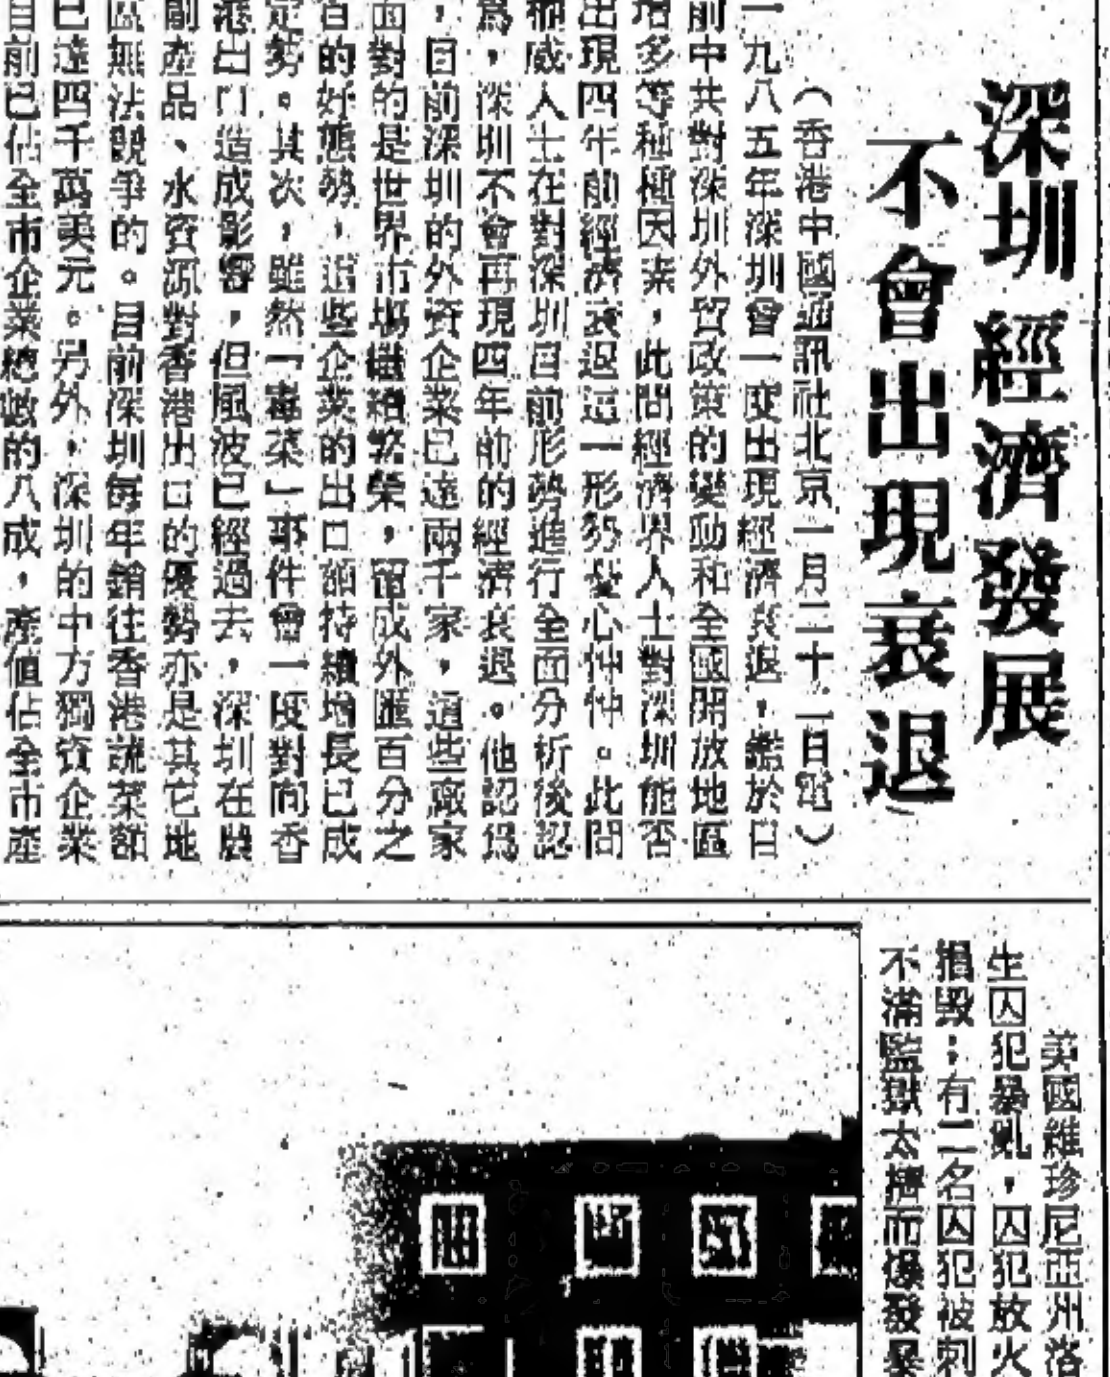 深圳經濟發展
不會出現衰退
（香港中國通訊社北京一月二十一日電）
一九八五年深圳曾一度出現經濟衰退，鑑於目
前中共對深圳外貿政策的變動和全國開放地區
增多等種種因素，此間經濟界人士對深圳能否
出現四年前經濟衰退這一形勢憂心忡忡。此間
權威人士在對深圳目前形勢進行全面分析後認
爲，深圳不會再現四年前的經濟衰退。他認爲
，目前深圳的外資企業已達兩千家，這些廠家
面對的是世界市場繼續繁榮，留成外匯百分之
百的好態勢，這些企業的出口額持續增長已成
定勢。其次，雖然「毒菜」事件曾一度對向香
港出口造成影響，但風波已經過去，深圳在農
副產品、水資源對香港出口的優勢亦是其它地
區無法競爭的。目前深圳每年銷往香港蔬菜額
已達四千萬美元。另外，深圳的中方獨資企業
目前已佔全市企業總數的八成，產値佔全市產
美國維珍尼亞州洛
生囚犯暴亂，囚犯放火
損毀；有二名囚犯被刺
不滿監獄太擠而爆發暴